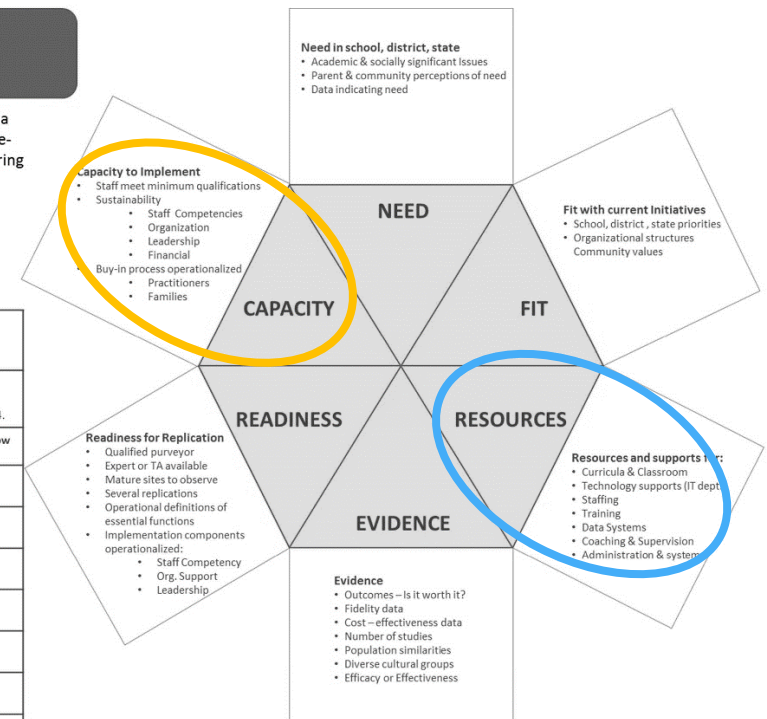 a
e-
ring
.
ow
Need in school, district, state
• Academic & socially significant Issues
• Parent & community perceptions of need
• Data indicating need
Capacity to Implement
• Staff meet minimum qualifications
• Sustainability
• Staff Competencies
• Organization
• Leadership
• Financial
• Buy-in process operationalized
• Practitioners
• Families
Fit with current Initiatives
• School, district , state priorities
• Organizational structures
Community values
NEED
CAPACITY
FIT
READINESS
RESOURCES
EVIDENCE
Readiness for Replication
• Qualified purveyor
• Expert or TA available
• Mature sites to observe
• Several replications
• Operational definitions of
essential functions
• Implementation components
operationalized:
• Staff Competency
• Org. Support
• Leadership
Resources and supports for:
• Curricula & Classroom
• Technology supports (IT dept
• Staffing
• Training
• Data Systems
• Coaching & Supervision
• Administration & system
Evidence
• Outcomes – Is it worth it?
• Fidelity data
• Cost – effectiveness data
• Number of studies
• Population similarities
• Diverse cultural groups
• Efficacy or Effectiveness